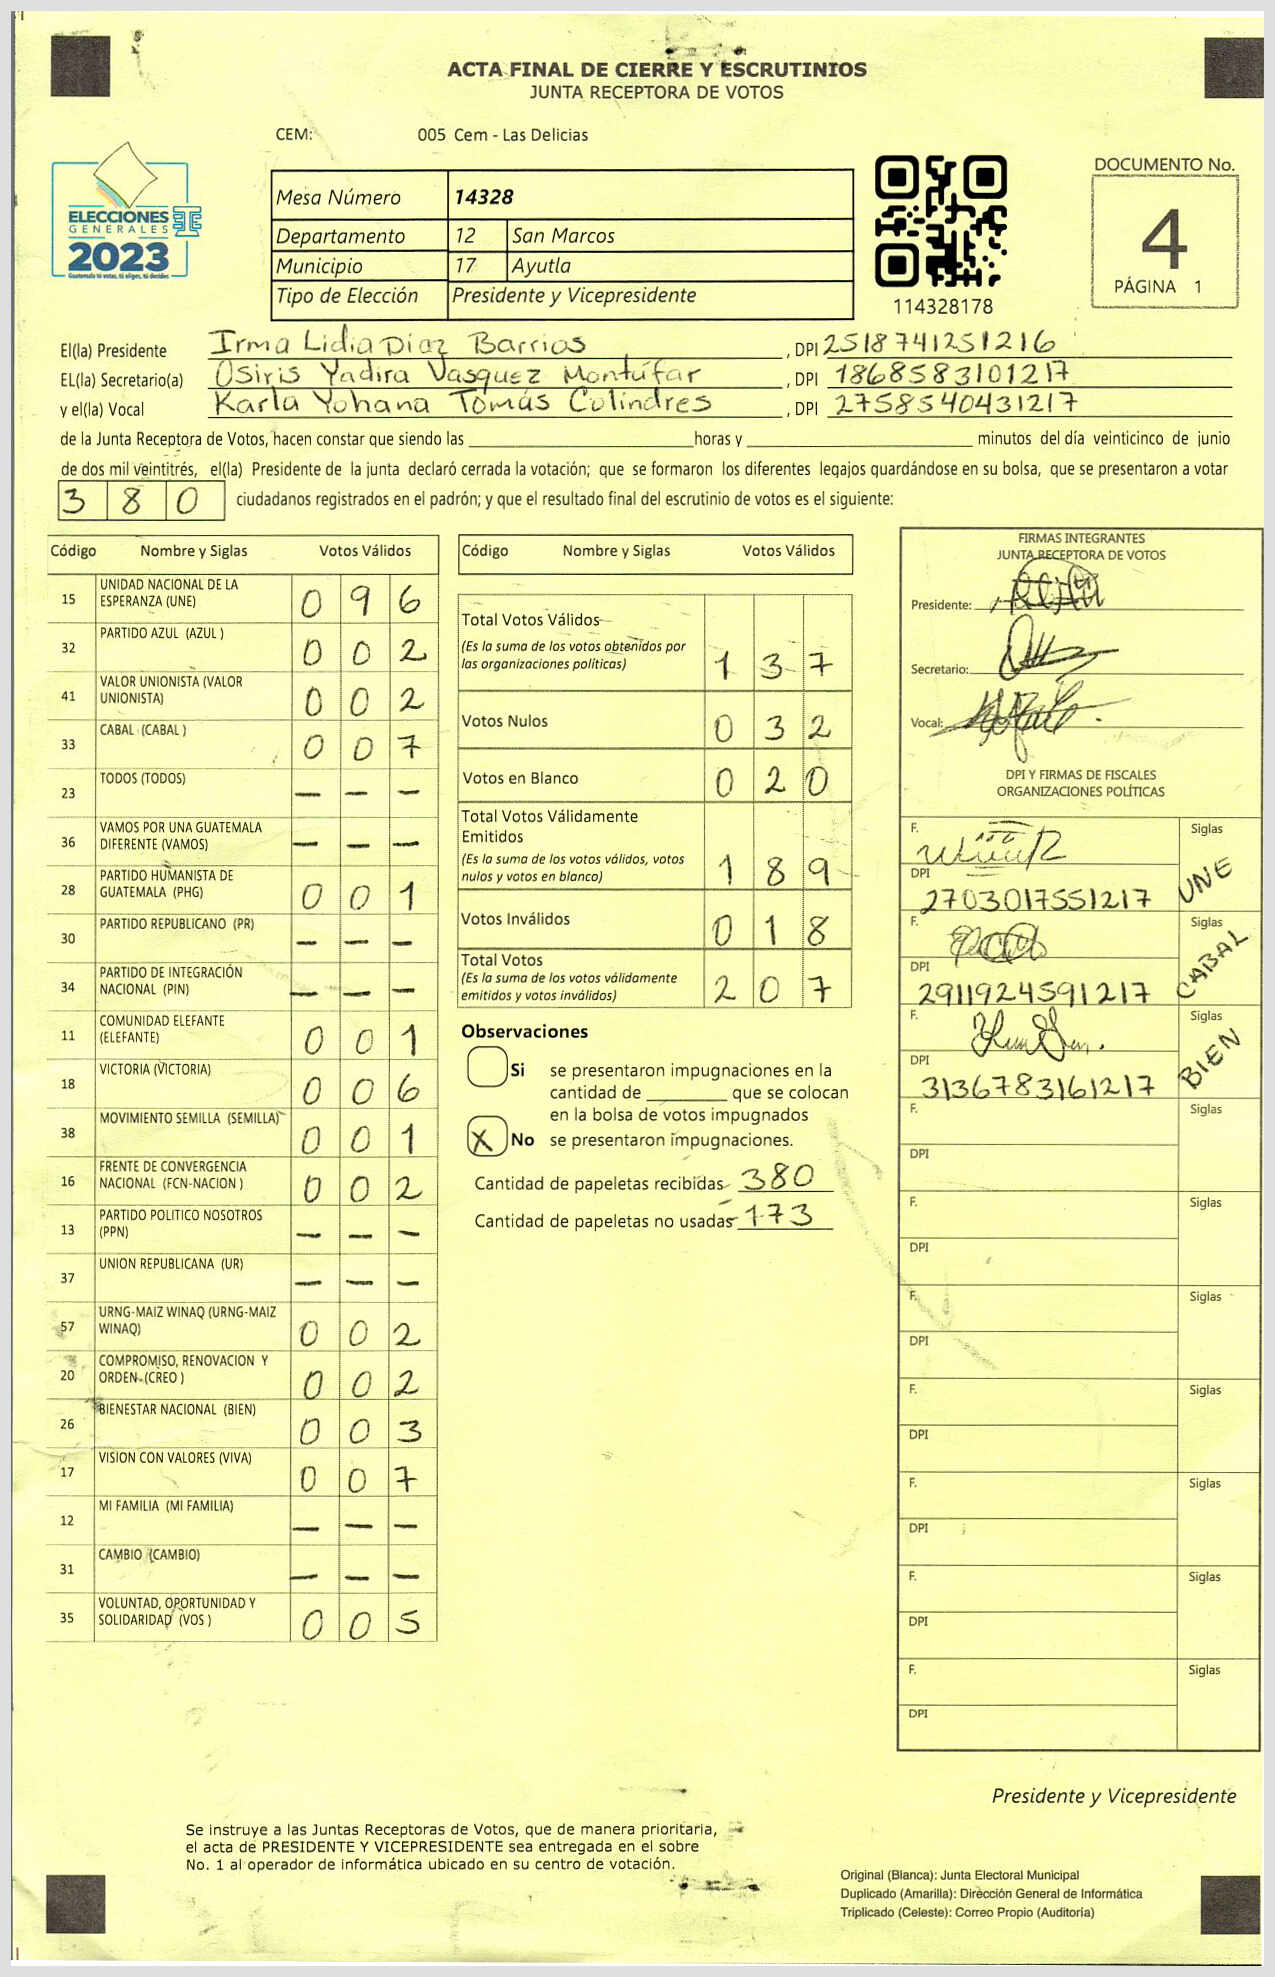 ACTA FINAL DE CIERRE Y ESCRUTINIOS
JUNTA RECEPTORA DE VOTOS
CEM: 005 Cem - Las Delicias
ELECCIONES
GENERALES
2023
Guatemala tú votas, tú eliges, tú decides
Mesa Número 14328
Departamento 12 San Marcos
Municipio 17 Ayutla
Tipo de Elección Presidente y Vicepresidente
114328178
DOCUMENTO No.
4
PÁGINA 1
El(la) Presidente Irma Lidia Diaz Barrios, DPI 2518741251216
EL(la) Secretario(a) Osiris Yadira Vasquez Montúfar, DPI 1868583101217
y el(la) Vocal Karla Yohana Tomás Colindres, DPI 2758540431217
de la Junta Receptora de Votos, hacen constar que siendo las ____ horas y ____ minutos del día veinticinco de junio
de dos mil veintitrés, el(la) Presidente de la junta declaró cerrada la votación; que se formaron los diferentes legajos guardándose en su bolsa, que se presentaron a votar
380 ciudadanos registrados en el padrón; y que el resultado final del escrutinio de votos es el siguiente:
Código Nombre y Siglas Votos Válidos
15 UNIDAD NACIONAL DE LA ESPERANZA (UNE) 0 9 6
32 PARTIDO AZUL (AZUL ) 0 0 2
41 VALOR UNIONISTA (VALOR UNIONISTA) 0 0 2
33 CABAL (CABAL ) 0 0 7
23 TODOS (TODOS) — — —
36 VAMOS POR UNA GUATEMALA DIFERENTE (VAMOS) — — —
28 PARTIDO HUMANISTA DE GUATEMALA (PHG) 0 0 1
30 PARTIDO REPUBLICANO (PR) — — —
34 PARTIDO DE INTEGRACIÓN NACIONAL (PIN) — — —
11 COMUNIDAD ELEFANTE (ELEFANTE) 0 0 1
18 VICTORIA (VICTORIA) 0 0 6
38 MOVIMIENTO SEMILLA (SEMILLA) 0 0 1
16 FRENTE DE CONVERGENCIA NACIONAL (FCN-NACION ) 0 0 2
13 PARTIDO POLITICO NOSOTROS (PPN) — — —
37 UNION REPUBLICANA (UR) — — —
57 URNG-MAIZ WINAQ (URNG-MAIZ WINAQ) 0 0 2
20 COMPROMISO, RENOVACION Y ORDEN (CREO ) 0 0 2
26 BIENESTAR NACIONAL (BIEN) 0 0 3
17 VISION CON VALORES (VIVA) 0 0 7
12 MI FAMILIA (MI FAMILIA) — — —
31 CAMBIO (CAMBIO) — — —
35 VOLUNTAD, OPORTUNIDAD Y SOLIDARIDAD (VOS ) 0 0 5
Código Nombre y Siglas Votos Válidos
Total Votos Válidos 1 3 7
(Es la suma de los votos obtenidos por
las organizaciones políticas)
Votos Nulos 0 3 2
Votos en Blanco 0 2 0
Total Votos Válidamente
Emitidos 1 8 9
(Es la suma de los votos válidos, votos
nulos y votos en blanco)
Votos Inválidos 0 1 8
Total Votos 2 0 7
(Es la suma de los votos válidamente
emitidos y votos inválidos)
Observaciones
Si se presentaron impugnaciones en la
cantidad de ____ que se colocan
en la bolsa de votos impugnados
X No se presentaron impugnaciones.
Cantidad de papeletas recibidas 380
Cantidad de papeletas no usadas 173
FIRMAS INTEGRANTES
JUNTA RECEPTORA DE VOTOS
Presidente:
Secretario:
Vocal:
DPI Y FIRMAS DE FISCALES
ORGANIZACIONES POLÍTICAS
F. Siglas
DPI 2703017551217 UNE
F. Siglas
DPI 2911924591217 CABAL
F. Siglas
DPI 3136783161217 BIEN
F. Siglas
DPI
F. Siglas
DPI
F. Siglas
DPI
F. Siglas
DPI
F. Siglas
DPI
F. Siglas
DPI
F. Siglas
DPI
Presidente y Vicepresidente
Se instruye a las Juntas Receptoras de Votos, que de manera prioritaria,
el acta de PRESIDENTE Y VICEPRESIDENTE sea entregada en el sobre
No. 1 al operador de informática ubicado en su centro de votación.
Original (Blanca): Junta Electoral Municipal
Duplicado (Amarilla): Dirección General de Informática
Triplicado (Celeste): Correo Propio (Auditoría)